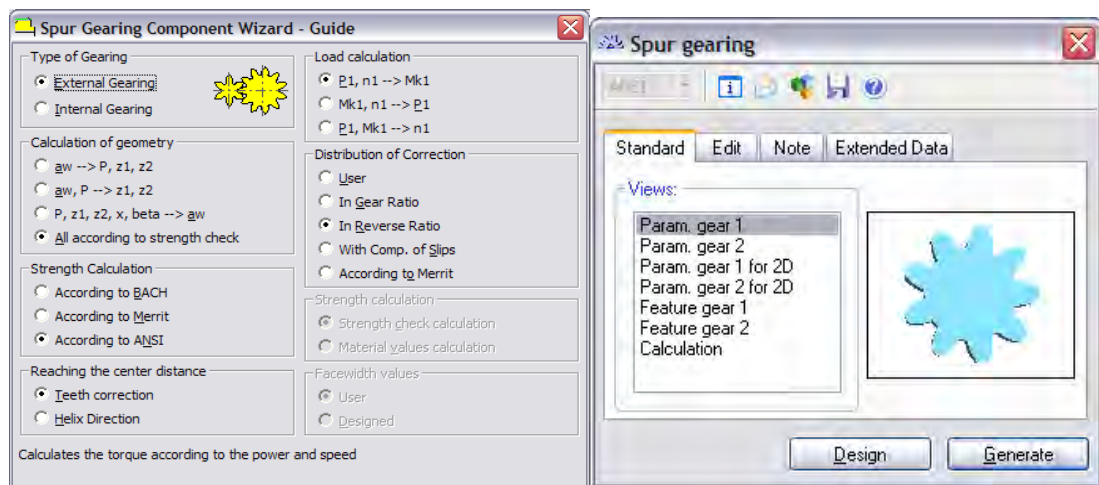 Spur Gearing Component Wizard - Guide
Type of Gearing
External Gearing
Internal Gearing
Calculation of geometry
aw --> P, z1, z2
aw, P --> z1, z2
P, z1, z2, x, beta --> aw
All according to strength check
Strength Calculation
According to BACH
According to Merrit
According to ANSI
Reaching the center distance
Teeth correction
Helix Direction
Load calculation
P1, n1 --> Mk1
Mk1, n1 --> P1
P1, Mk1 --> n1
Distribution of Correction
User
In Gear Ratio
In Reverse Ratio
With Comp. of Slips
According to Merrit
Strength calculation
Strength check calculation
Material values calculation
Facewidth values
User
Designed
Calculates the torque according to the power and speed
Spur gearing
Standard
Edit
Note
Extended Data
Views:
Param. gear 1
Param. gear 2
Param. gear 1 for 2D
Param. gear 2 for 2D
Feature gear 1
Feature gear 2
Calculation
Design
Generate